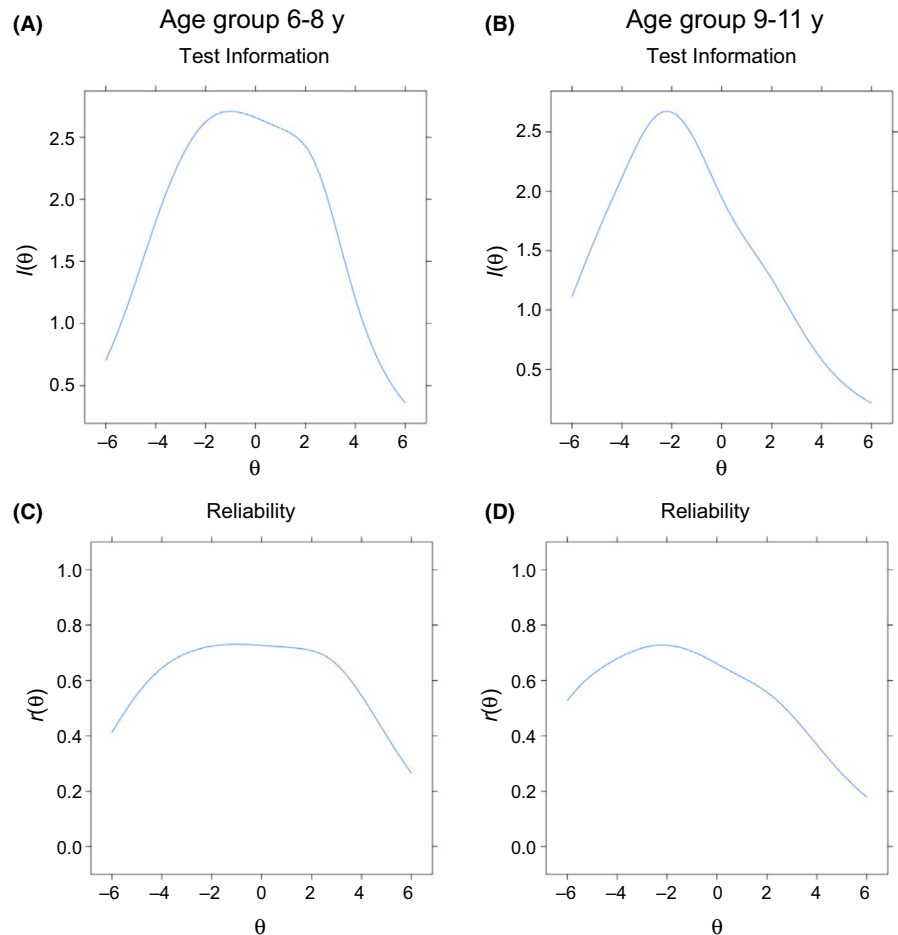 (A)
Age group 6-8 y
Test Information
I(θ)
2.5
2.0
1.5
1.0
0.5
–6 –4 –2 0 2 4 6
θ
(B)
Age group 9-11 y
Test Information
I(θ)
2.5
2.0
1.5
1.0
0.5
–6 –4 –2 0 2 4 6
θ
(C)
Reliability
r(θ)
1.0
0.8
0.6
0.4
0.2
0.0
–6 –4 –2 0 2 4 6
θ
(D)
Reliability
r(θ)
1.0
0.8
0.6
0.4
0.2
0.0
–6 –4 –2 0 2 4 6
θ